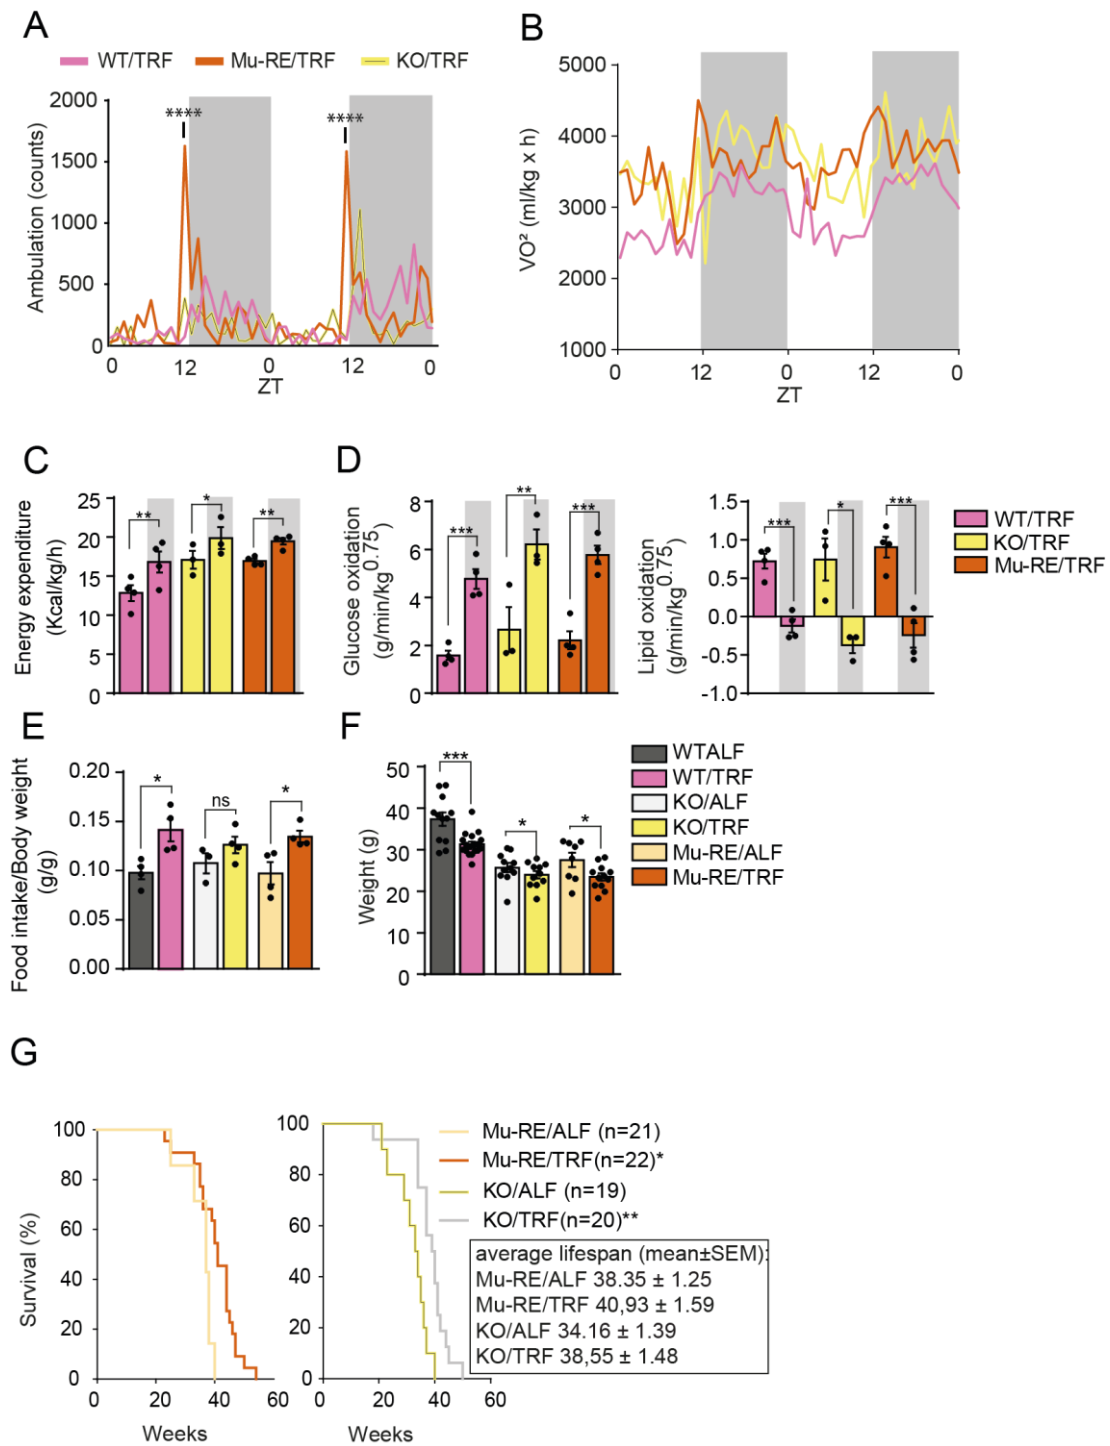 A
WT/TRF
Mu-RE/TRF
KO/TRF
Ambulation (counts)
2000
1500
1000
500
0
****
****
0
12
0
12
0
ZT
B
VO² (ml/kg x h)
5000
4000
3000
2000
1000
0
12
0
12
0
ZT
C
Energy expenditure
(Kcal/kg/h)
25
20
15
10
5
0
**
*
**
D
Glucose oxidation
(g/min/kg0.75)
8
6
4
2
0
***
**
***
Lipid oxidation
(g/min/kg0.75)
1.5
1.0
0.5
0.0
-0.5
-1.0
***
*
***
WT/TRF
KO/TRF
Mu-RE/TRF
E
Food intake/Body weight
(g/g)
0.20
0.15
0.10
0.05
0.00
*
ns
*
F
Weight (g)
50
40
30
20
10
0
***
*
*
WTALF
WT/TRF
KO/ALF
KO/TRF
Mu-RE/ALF
Mu-RE/TRF
G
Survival (%)
100
80
60
40
20
0
0
20
40
60
Weeks
100
80
60
40
20
0
0
20
40
60
Weeks
Mu-RE/ALF (n=21)
Mu-RE/TRF(n=22)*
KO/ALF (n=19)
KO/TRF(n=20)**
average lifespan (mean±SEM):
Mu-RE/ALF 38.35 ± 1.25
Mu-RE/TRF 40,93 ± 1.59
KO/ALF 34.16 ± 1.39
KO/TRF 38,55 ± 1.48